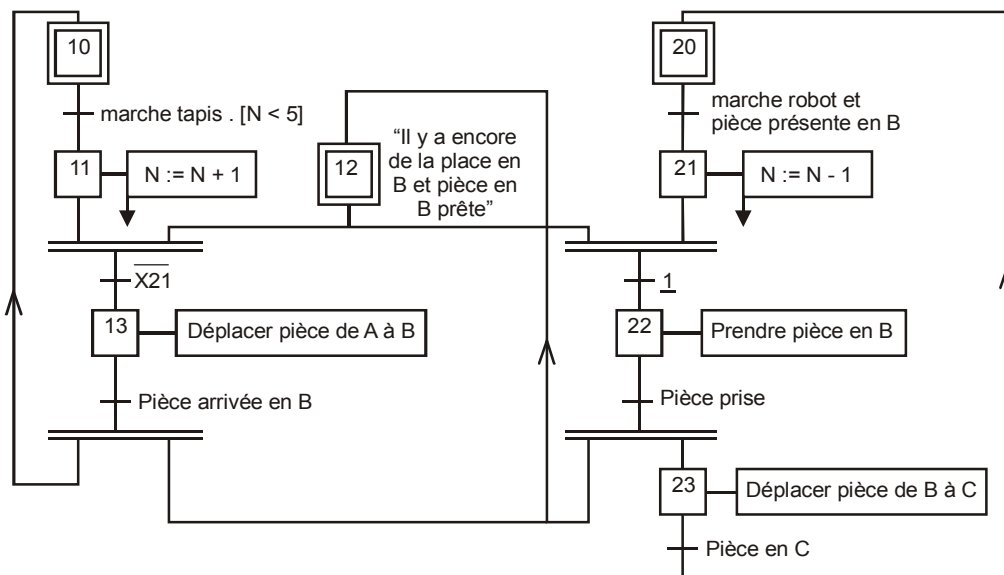 10
20
marche tapis . [N < 5]
marche robot et
pièce présente en B
11
N := N + 1
12
“Il y a encore
de la place en
B et pièce en
B prête”
21
N := N - 1
X21
1
13
Déplacer pièce de A à B
22
Prendre pièce en B
Pièce arrivée en B
Pièce prise
23
Déplacer pièce de B à C
Pièce en C